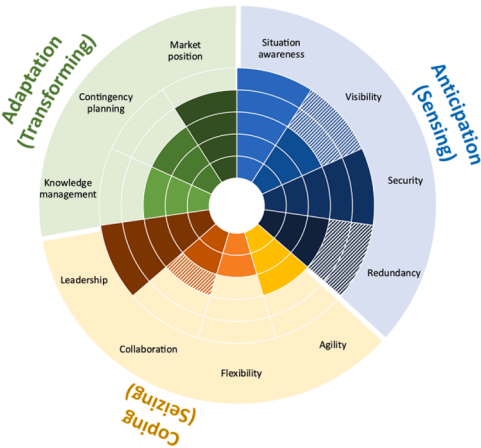 Adaptation
(Transforming)
Anticipation
(Sensing)
Coping
(Seizing)
Market
position
Situation
awareness
Contingency
planning
Visibility
Knowledge
management
Security
Leadership
Redundancy
Collaboration
Agility
Flexibility